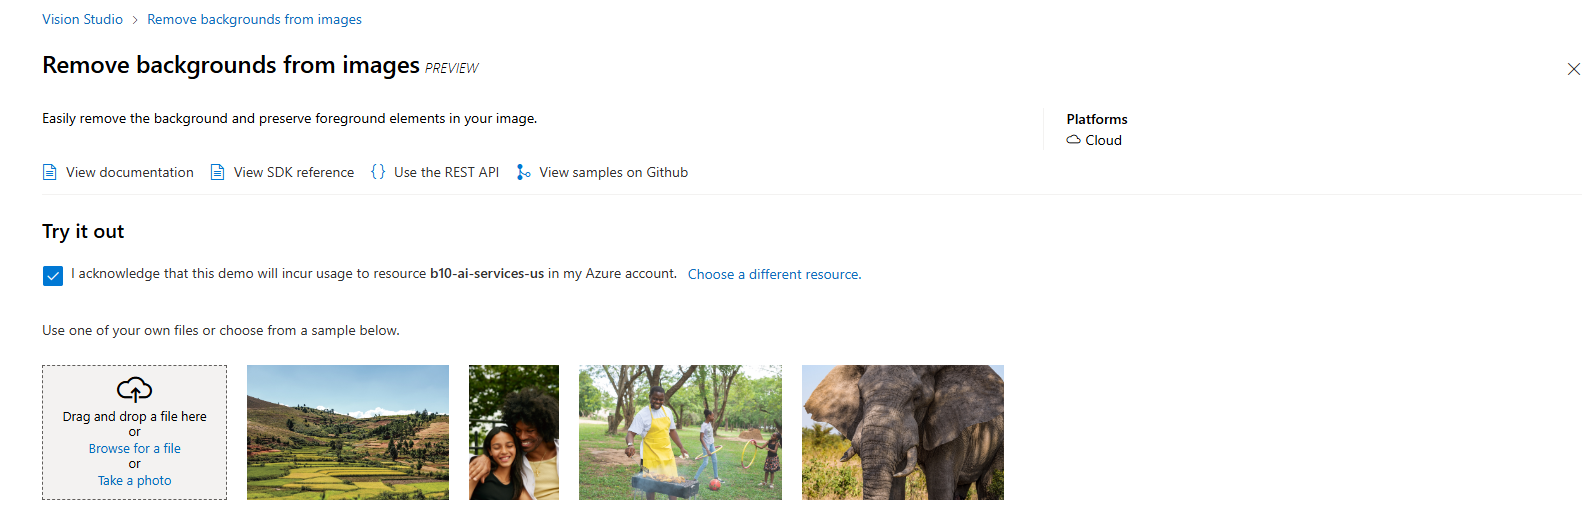 Vision Studio > Remove backgrounds from images
Remove backgrounds from images PREVIEW
Easily remove the background and preserve foreground elements in your image.
Platforms
Cloud
View documentation
View SDK reference
{} Use the REST API
View samples on Github
Try it out
I acknowledge that this demo will incur usage to resource b10-ai-services-us in my Azure account. Choose a different resource.
Use one of your own files or choose from a sample below.
Drag and drop a file here
or
Browse for a file
or
Take a photo